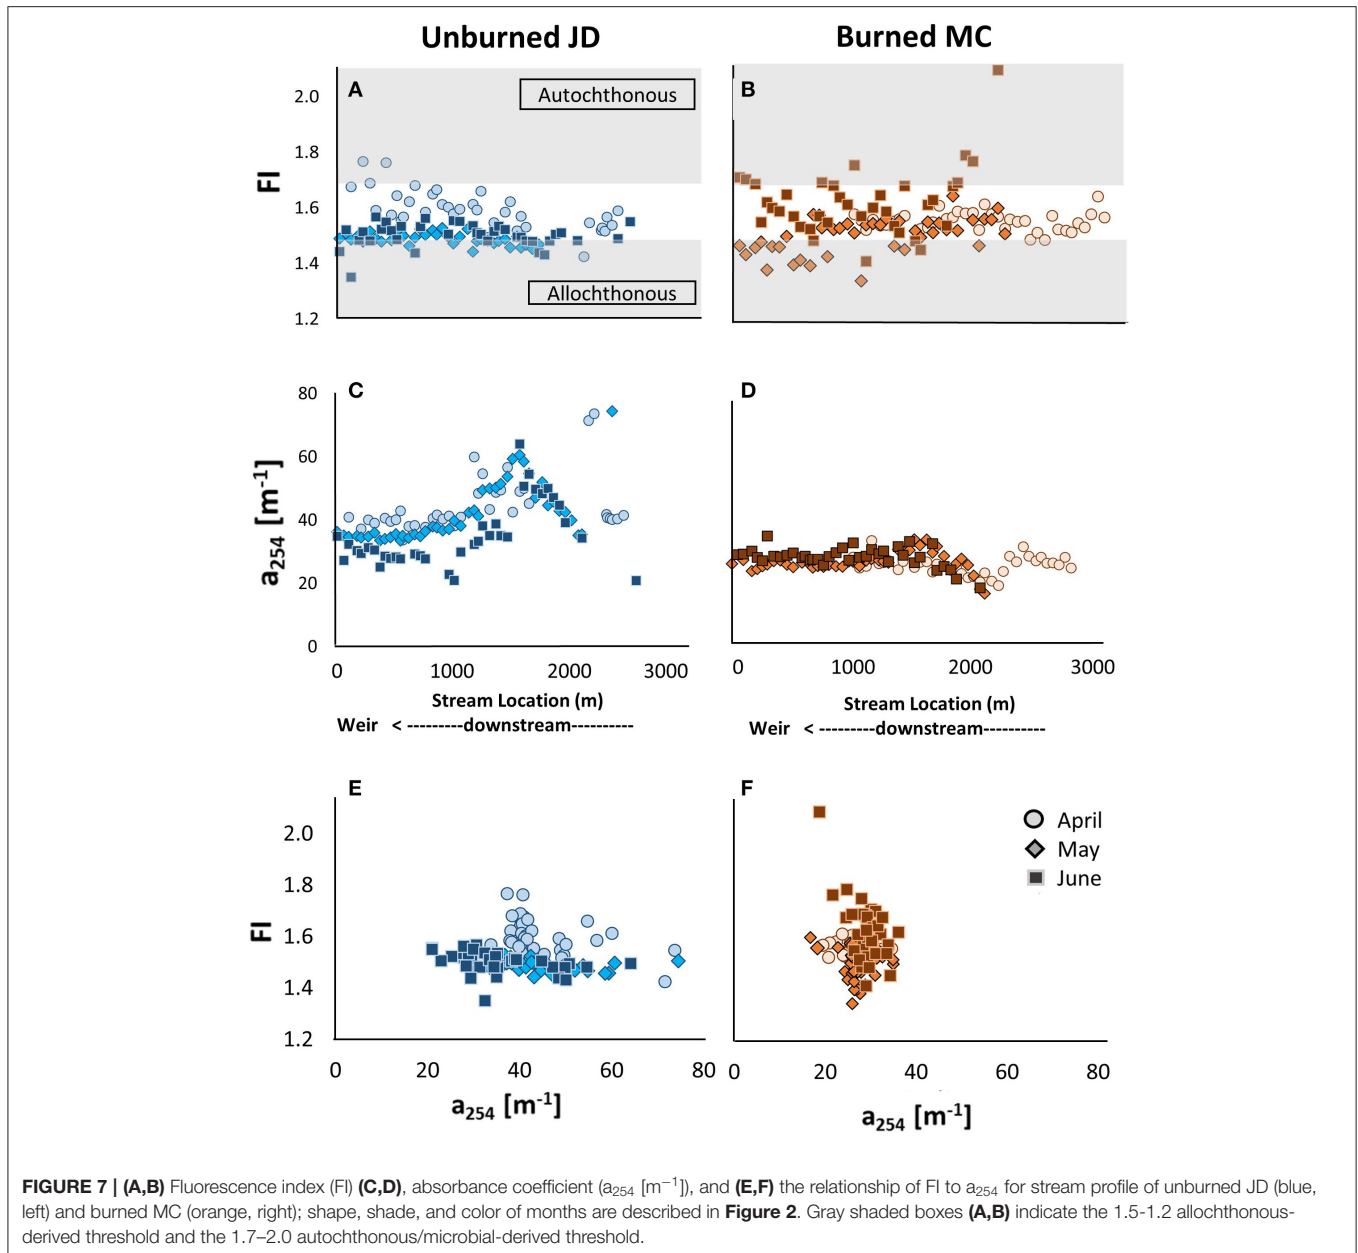 Unburned JD
Burned MC
A
Autochthonous
B
FI
2.0
1.8
1.6
1.4
1.2
Allochthonous
C
D
a254 [m-1]
80
60
40
20
0
0 1000 2000 3000
Stream Location (m)
Weir < ---------downstream----------
0 1000 2000 3000
Stream Location (m)
Weir < ---------downstream----------
E
F
FI
2.0
1.8
1.6
1.4
1.2
April
May
June
0 20 40 60 80
a254 [m-1]
0 20 40 60 80
a254 [m-1]
FIGURE 7 | (A,B) Fluorescence index (FI) (C,D), absorbance coefficient (a254 [m−1]), and (E,F) the relationship of FI to a254 for stream profile of unburned JD (blue,
left) and burned MC (orange, right); shape, shade, and color of months are described in Figure 2. Gray shaded boxes (A,B) indicate the 1.5-1.2 allochthonous-
derived threshold and the 1.7–2.0 autochthonous/microbial-derived threshold.